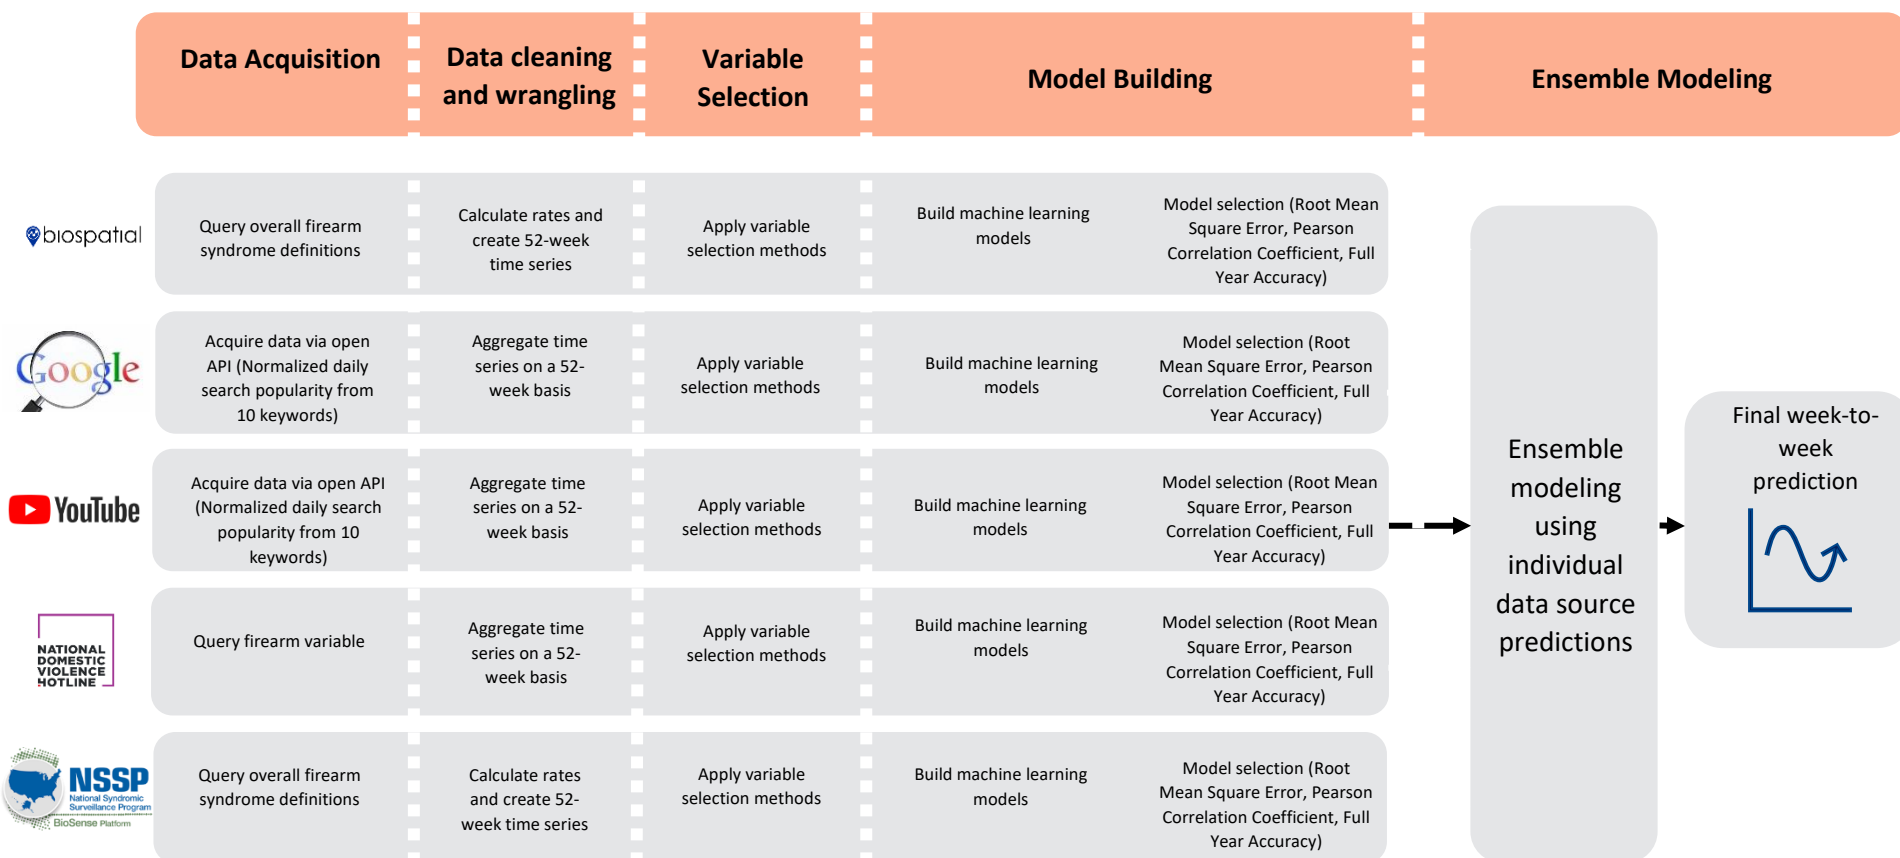 Data Acquisition
Data cleaning
and wrangling
Variable
Selection
Model Building
Ensemble Modeling
biospatial
Query overall firearm
syndrome definitions
Calculate rates and
create 52-week
time series
Apply variable
selection methods
Build machine learning
models
Model selection (Root Mean
Square Error, Pearson
Correlation Coefficient, Full
Year Accuracy)
Google
Acquire data via open
API (Normalized daily
search popularity from
10 keywords)
Aggregate time
series on a 52-
week basis
Apply variable
selection methods
Build machine learning
models
Model selection (Root
Mean Square Error, Pearson
Correlation Coefficient, Full
Year Accuracy)
YouTube
Acquire data via open API
(Normalized daily search
popularity from 10
keywords)
Aggregate time
series on a 52-
week basis
Apply variable
selection methods
Build machine learning
models
Model selection (Root Mean
Square Error, Pearson
Correlation Coefficient, Full
Year Accuracy)
NATIONAL
DOMESTIC
VIOLENCE
HOTLINE
Query firearm variable
Aggregate time
series on a 52-
week basis
Apply variable
selection methods
Build machine learning
models
Model selection (Root Mean
Square Error, Pearson
Correlation Coefficient, Full
Year Accuracy)
NSSP
National Syndromic
Surveillance Program
BioSense Platform
Query overall firearm
syndrome definitions
Calculate rates
and create 52-
week time series
Apply variable
selection methods
Build machine learning
models
Model selection (Root
Mean Square Error, Pearson
Correlation Coefficient, Full
Year Accuracy)
Ensemble
modeling
using
individual
data source
predictions
Final week-to-
week
prediction